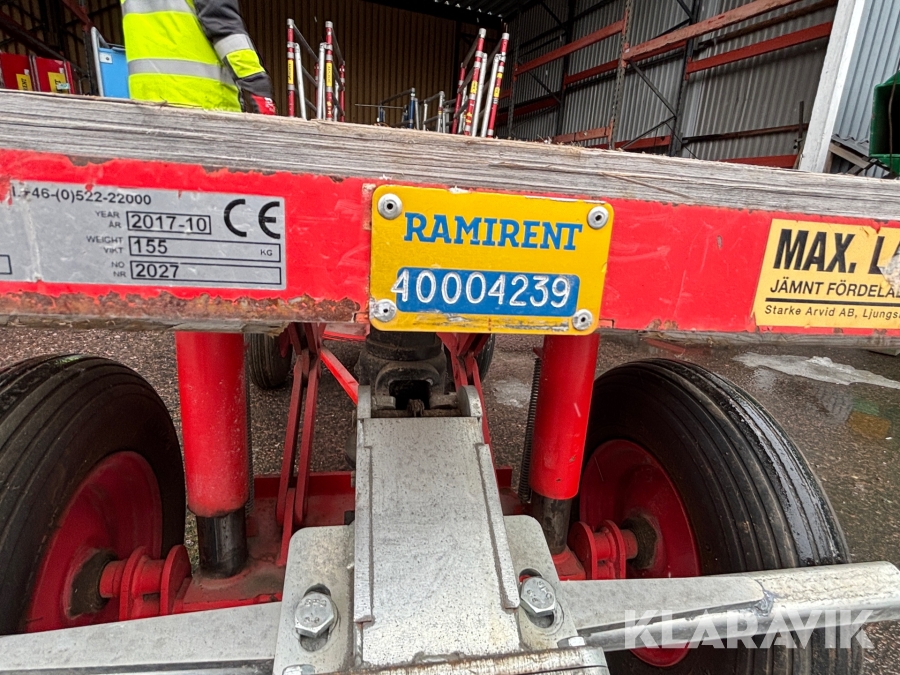 +46-(0)522-22000
YEAR
ÅR
2017-10
WEIGHT
VIKT
155
KG
NO
NR
2027
CE
RAMIRENT
40004239
MAX.
JÄMNT FÖRDELA
Starke Arvid AB, Ljungs
KLARAVIK